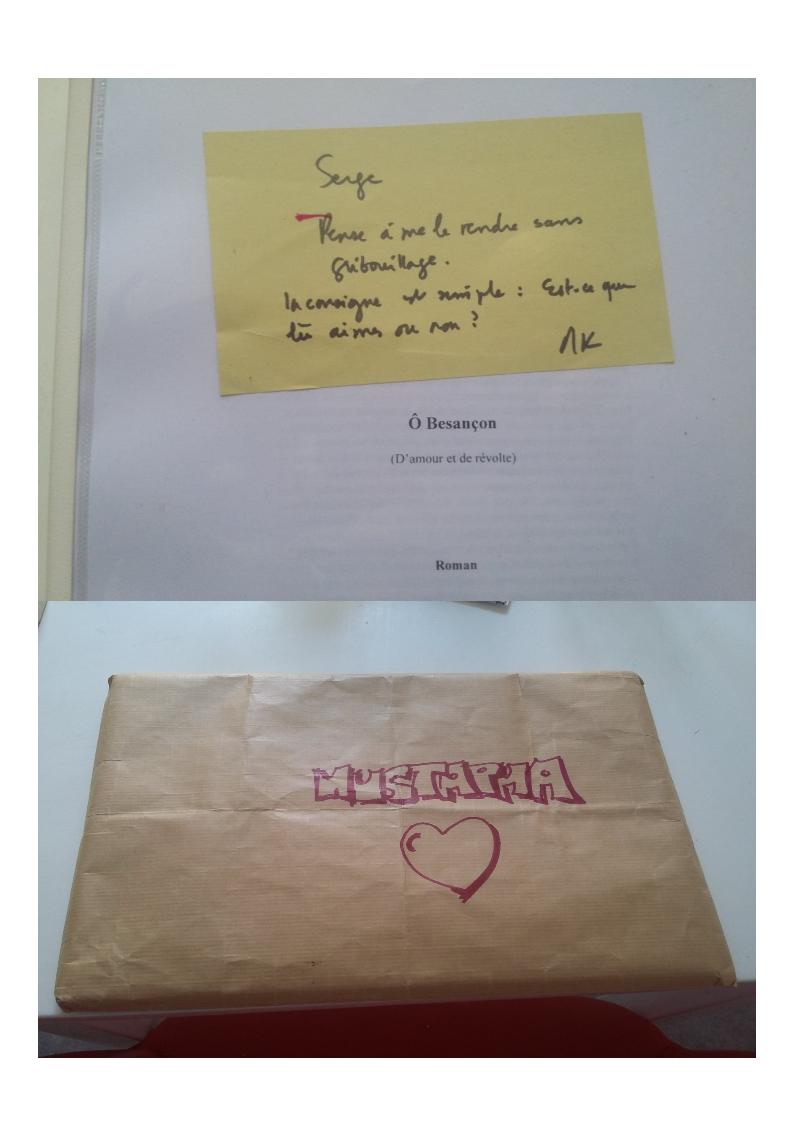 Serge
Pense à me le rendre sans
gribouillage.
la consigne est simple : Est-ce que
tu aimes ou non ?
MK
Ô Besançon
(D'amour et de révolte)
Roman
MUSTAPHA